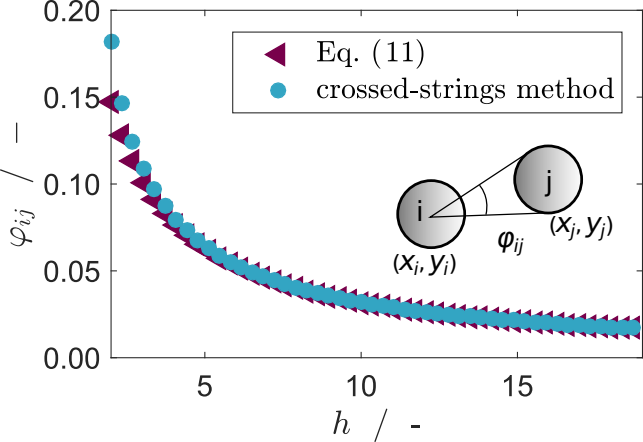 0.20
Eq. (11)
crossed-strings method
0.15
0.10
0.05
0.00
φij / −
i
j
φij
(xi, yi)
(xj, yj)
5
10
15
h / -